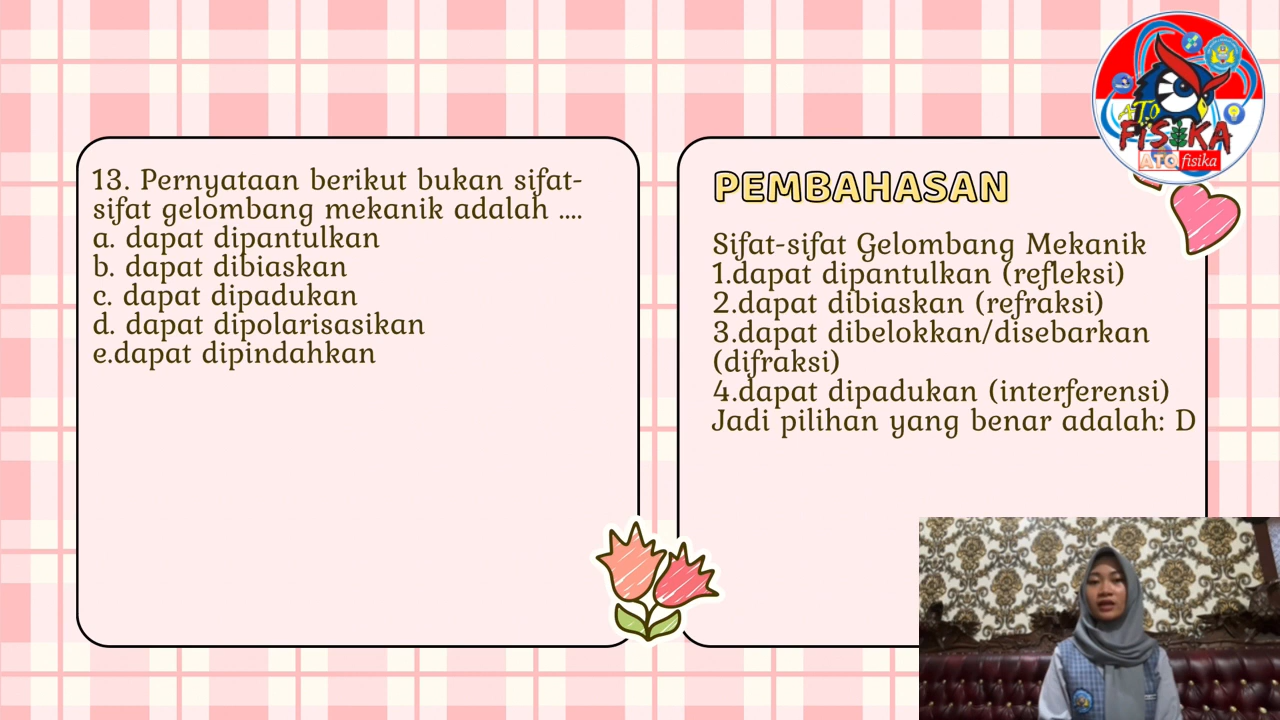 13. Pernyataan berikut bukan sifat-
sifat gelombang mekanik adalah ....
a. dapat dipantulkan
b. dapat dibiaskan
c. dapat dipadukan
d. dapat dipolarisasikan
e.dapat dipindahkan
PEMBAHASAN
Sifat-sifat Gelombang Mekanik
1.dapat dipantulkan (refleksi)
2.dapat dibiaskan (refraksi)
3.dapat dibelokkan/disebarkan
(difraksi)
4.dapat dipadukan (interferensi)
Jadi pilihan yang benar adalah: D
ATO
FISIKA
ATO fisika